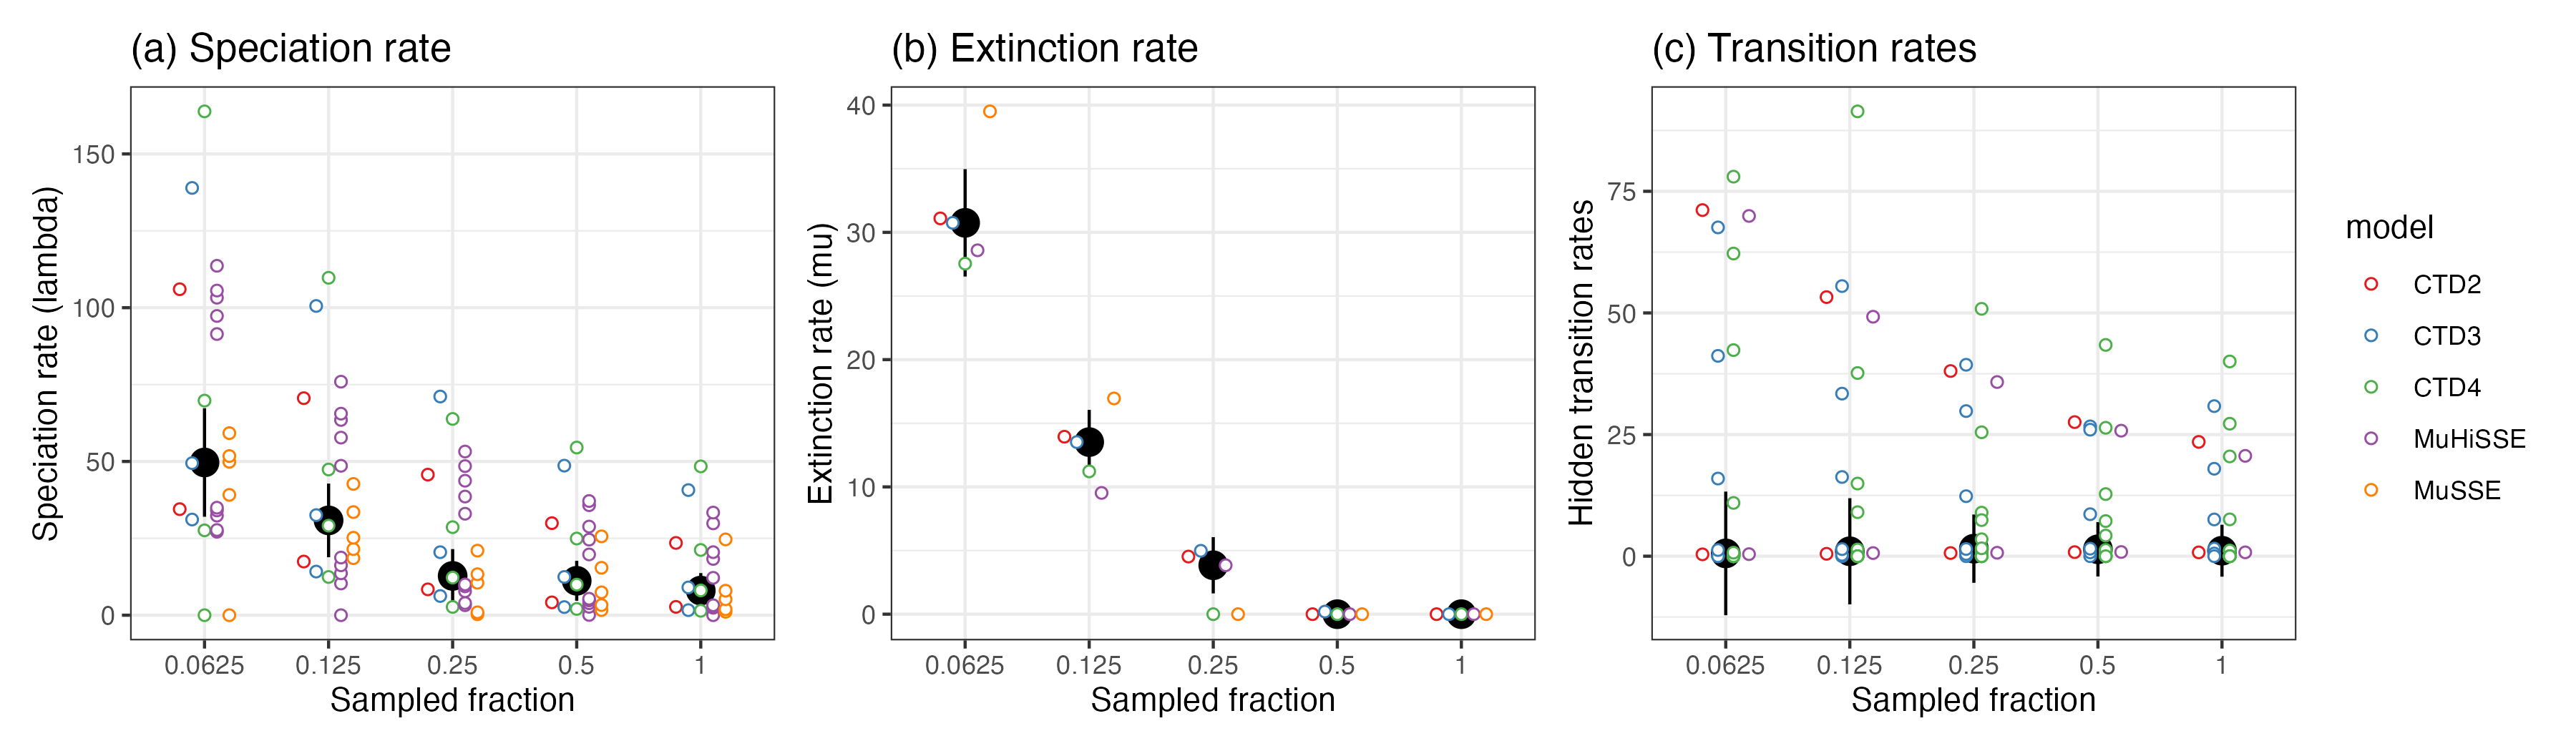 (a) Speciation rate
Speciation rate (lambda)
150
100
50
0
0.0625 0.125 0.25 0.5 1
Sampled fraction
(b) Extinction rate
Extinction rate (mu)
40
30
20
10
0
0.0625 0.125 0.25 0.5 1
Sampled fraction
(c) Transition rates
Hidden transition rates
75
50
25
0
0.0625 0.125 0.25 0.5 1
Sampled fraction
model
CTD2
CTD3
CTD4
MuHiSSE
MuSSE